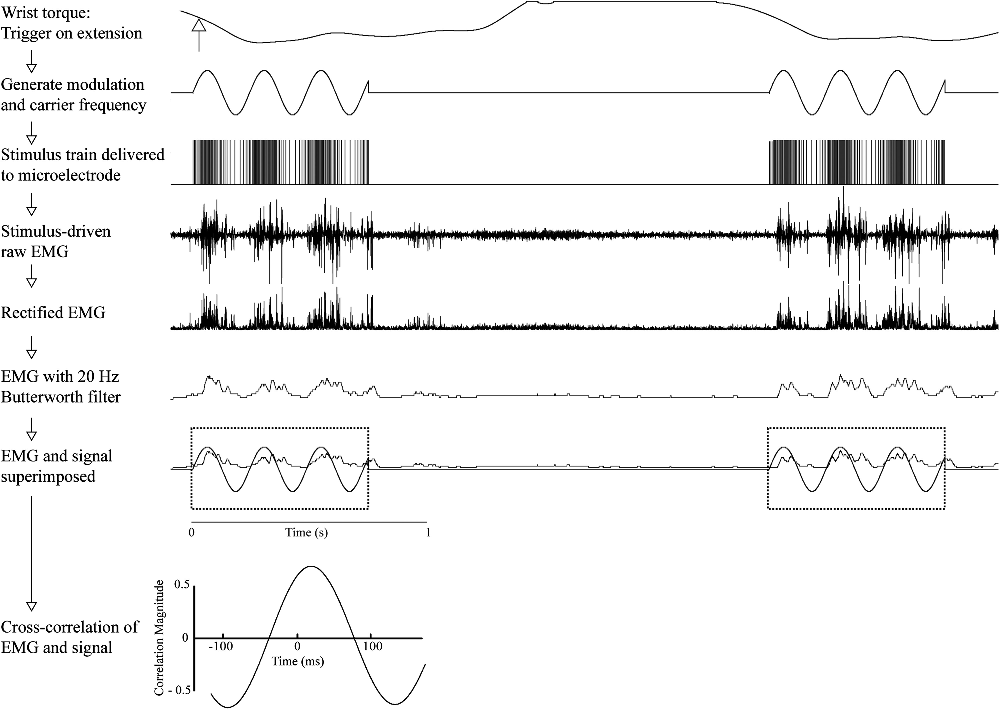 Wrist torque:
Trigger on extension
Generate modulation
and carrier frequency
Stimulus train delivered
to microelectrode
Stimulus-driven
raw EMG
Rectified EMG
EMG with 20 Hz
Butterworth filter
EMG and signal
superimposed
0 Time (s) 1
Cross-correlation of
EMG and signal
Correlation Magnitude
0.5
0
- 0.5
-100 0 100
Time (ms)